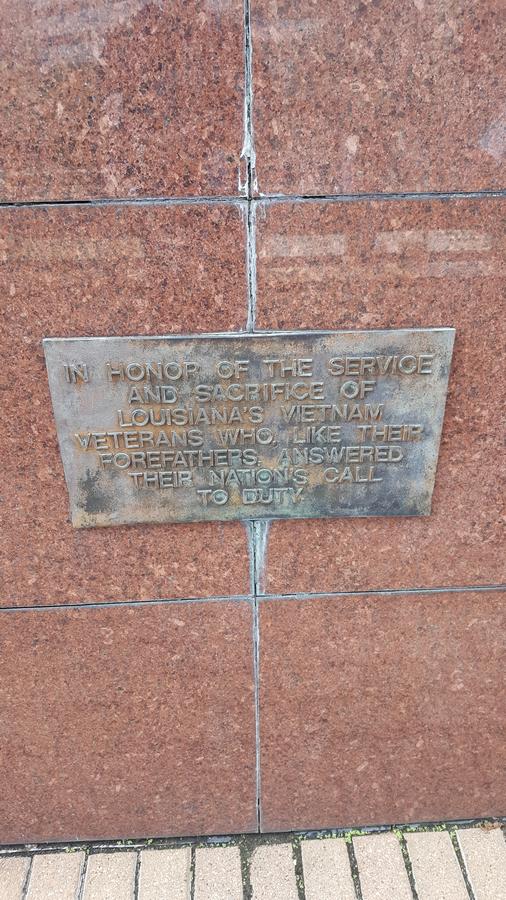 IN HONOR OF THE SERVICE
AND SACRIFICE OF
LOUISIANA'S VIETNAM
VETERANS WHO, LIKE THEIR
FOREFATHERS, ANSWERED
THEIR NATION'S CALL
TO DUTY.